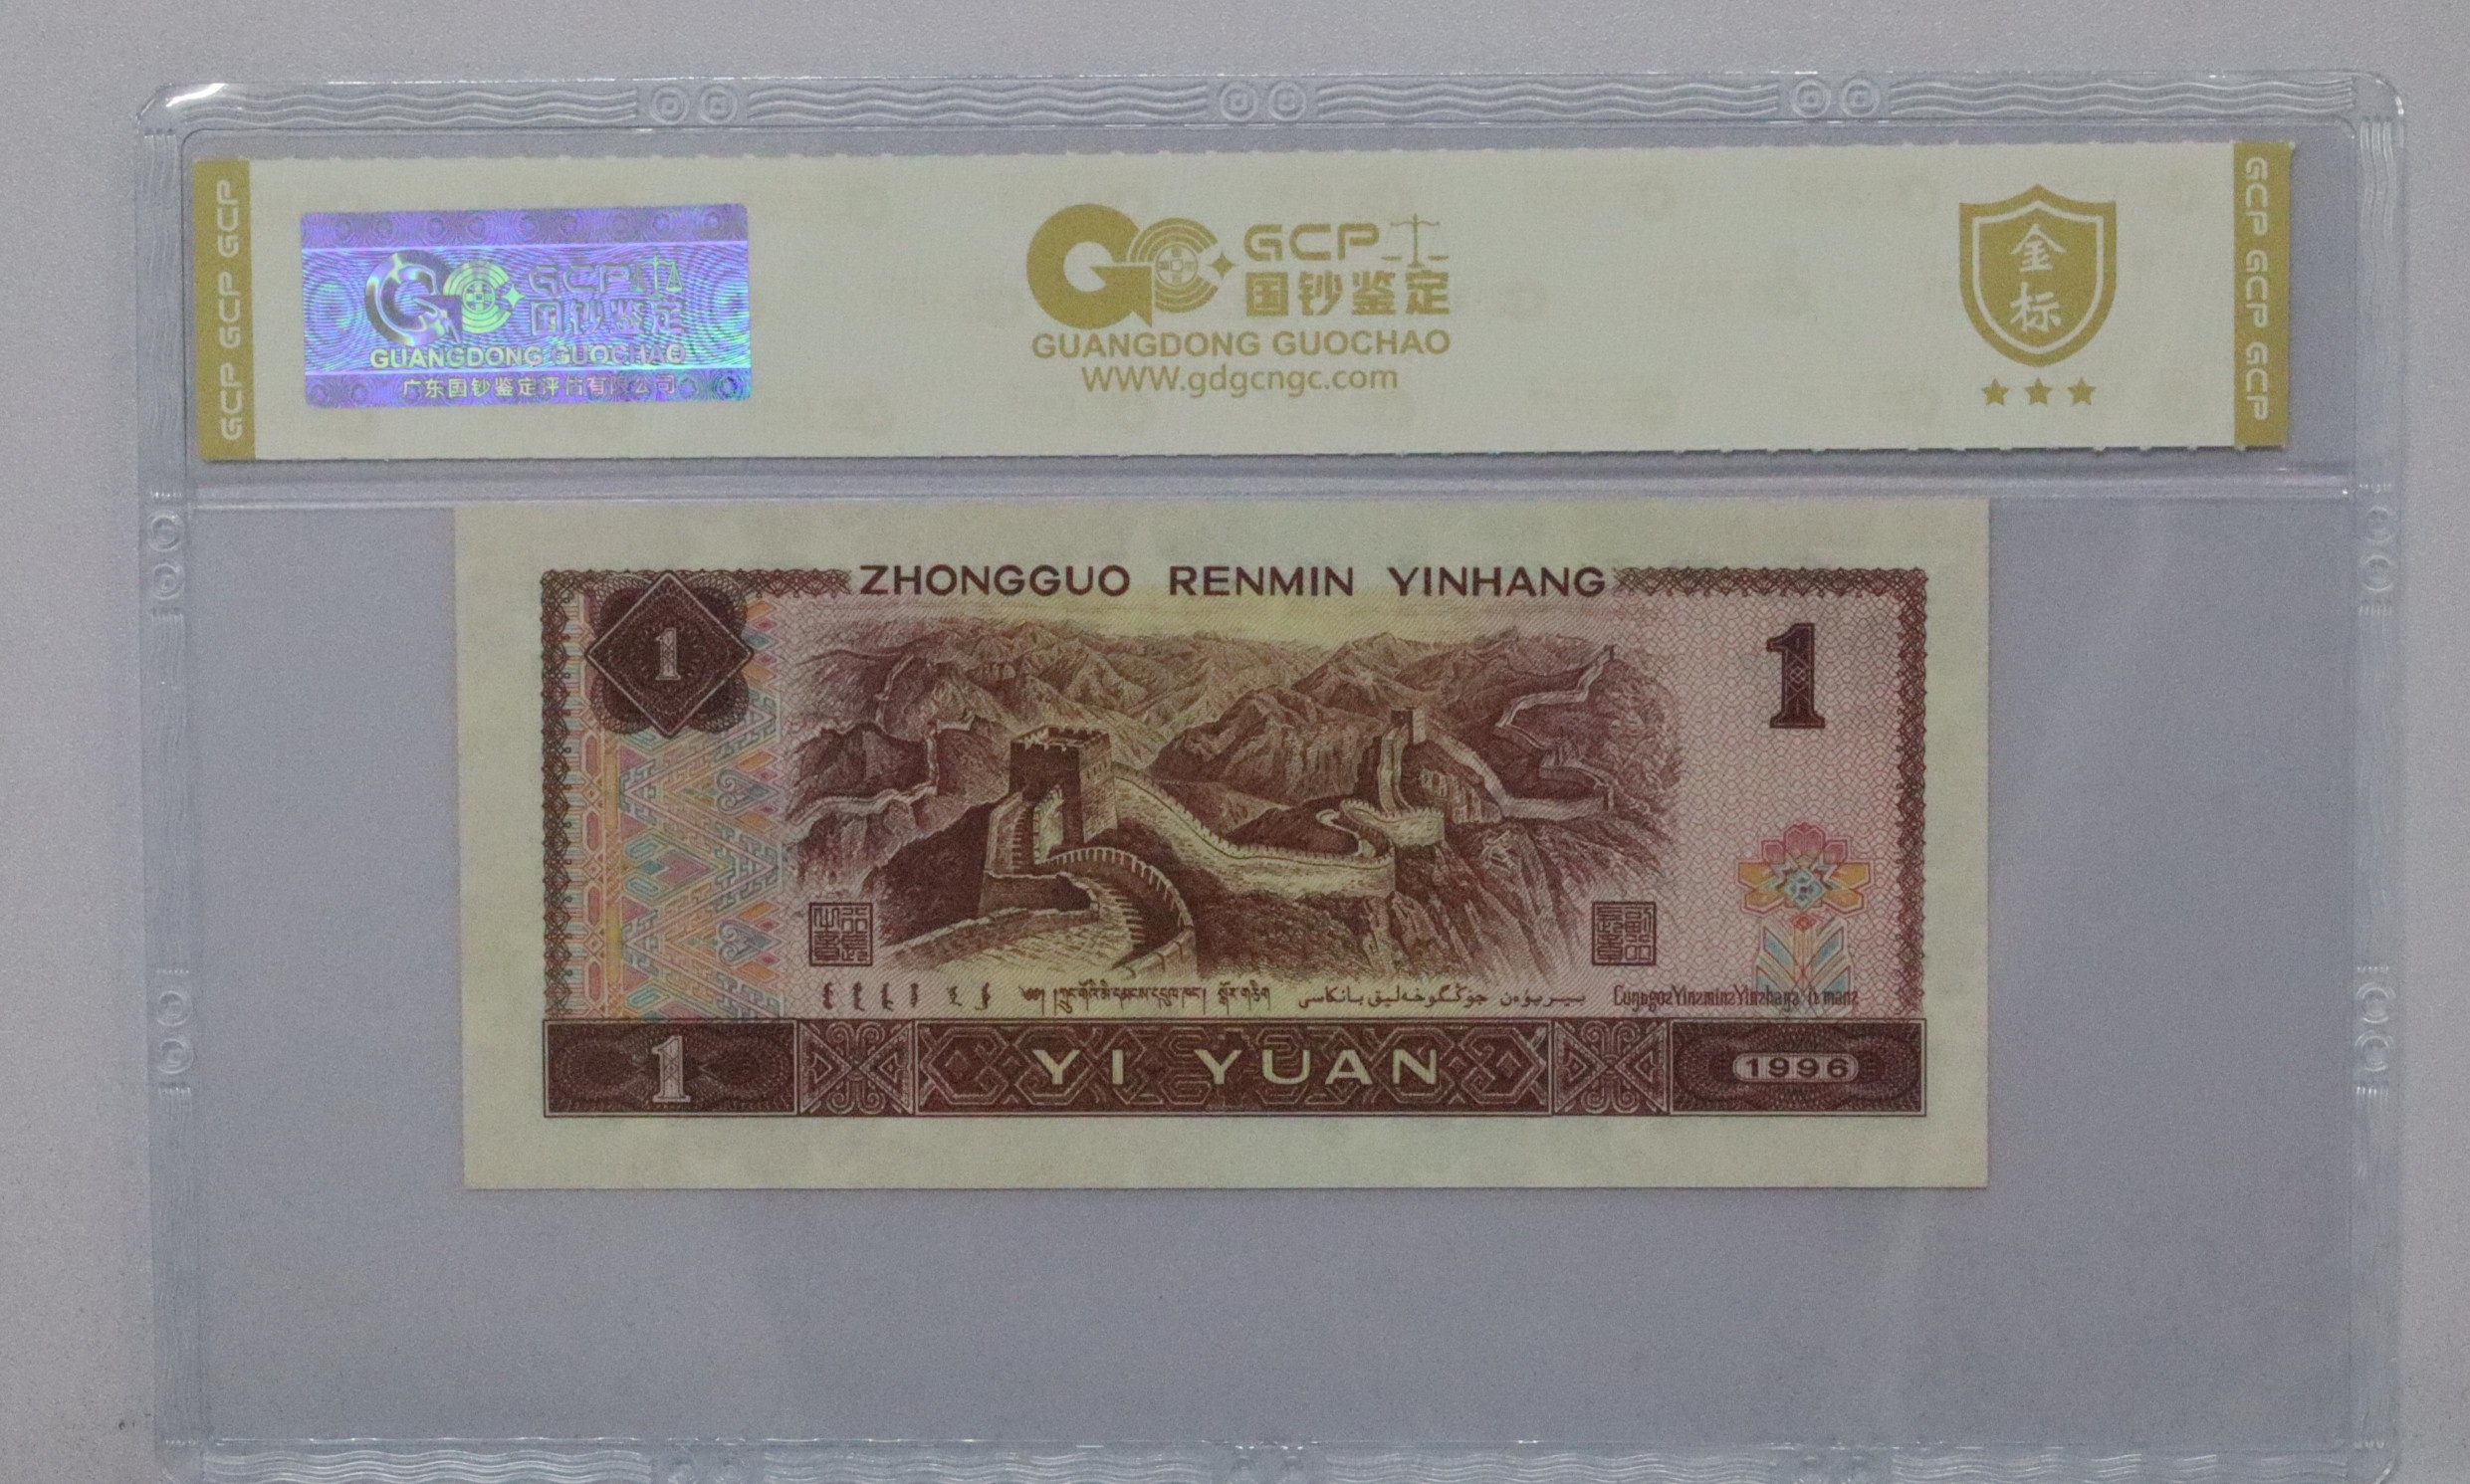 GCP GCP GCP
GCP
国钞鉴定
GUANGDONG GUOCHAO
广东国钞鉴定评估有限公司
GCP
国钞鉴定
GUANGDONG GUOCHAO
WWW.gdgcngc.com
金
标
GCP GCP GCP
ZHONGGUO RENMIN YINHANG
1
1
1
YI YUAN
1996